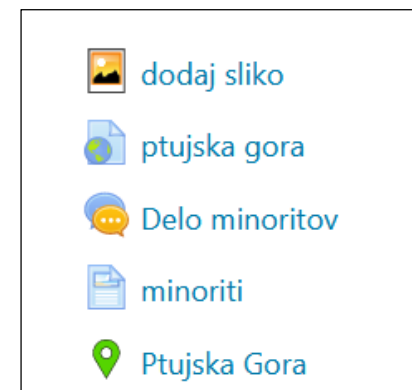 dodaj sliko
ptujska gora
Delo minoritov
minoriti
Ptujska Gora